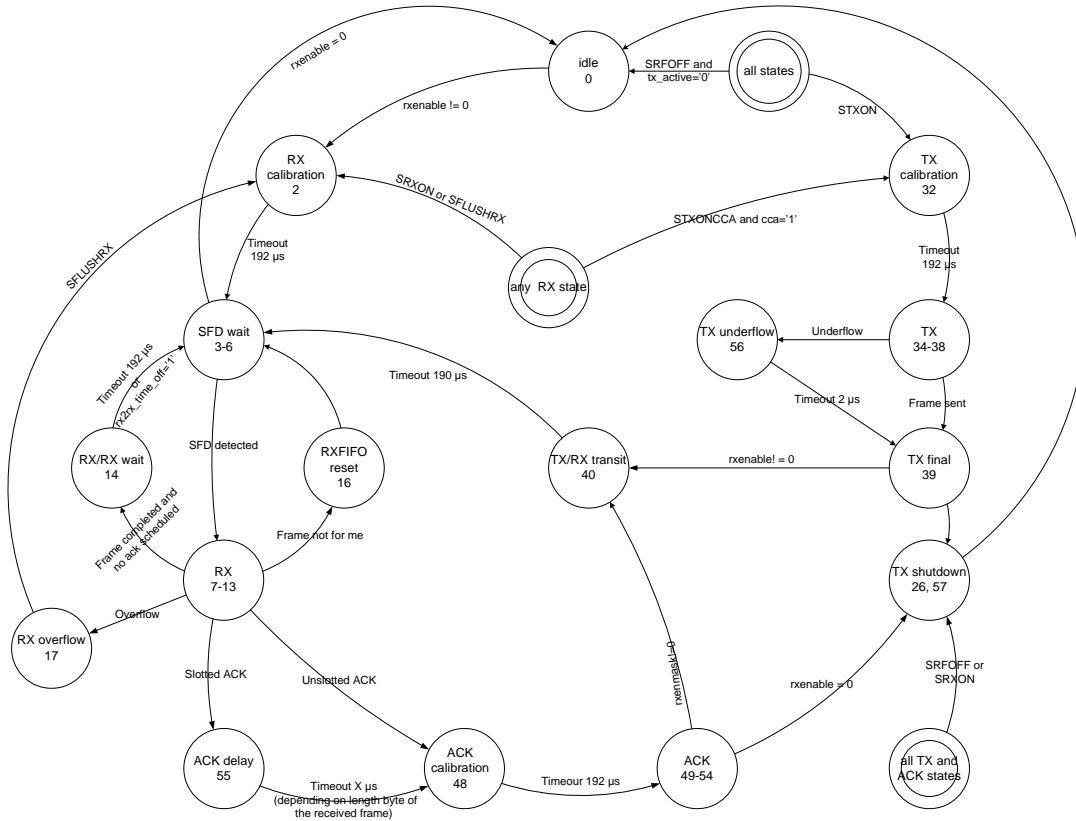 rxenable = 0
idle
0
SRFOFF and
tx_active='0'
all states
rxenable != 0
STXON
RX
calibration
2
SRXON or SFLUSHRX
STXONCCA and cca='1'
TX
calibration
32
SFLUSHRX
Timeout
192 µs
any RX state
Timeout
192 µs
SFD wait
3-6
TX underflow
56
Underflow
TX
34-38
Timeout 192 µs
or
rx2rx_time_off='1'
Timeout 190 µs
Timeout 2 µs
Frame sent
SFD detected
RX/RX wait
14
RXFIFO
reset
16
TX/RX transit
40
rxenable! = 0
TX final
39
Frame completed and
no ack scheduled
Frame not for me
RX
7-13
TX shutdown
26, 57
Overflow
RX overflow
17
Slotted ACK
Unslotted ACK
rxenmask!=0
rxenable = 0
SRFOFF or
SRXON
ACK delay
55
Timeout X µs
(depending on length byte of
the received frame)
ACK
calibration
48
Timeour 192 µs
ACK
49-54
all TX and
ACK states